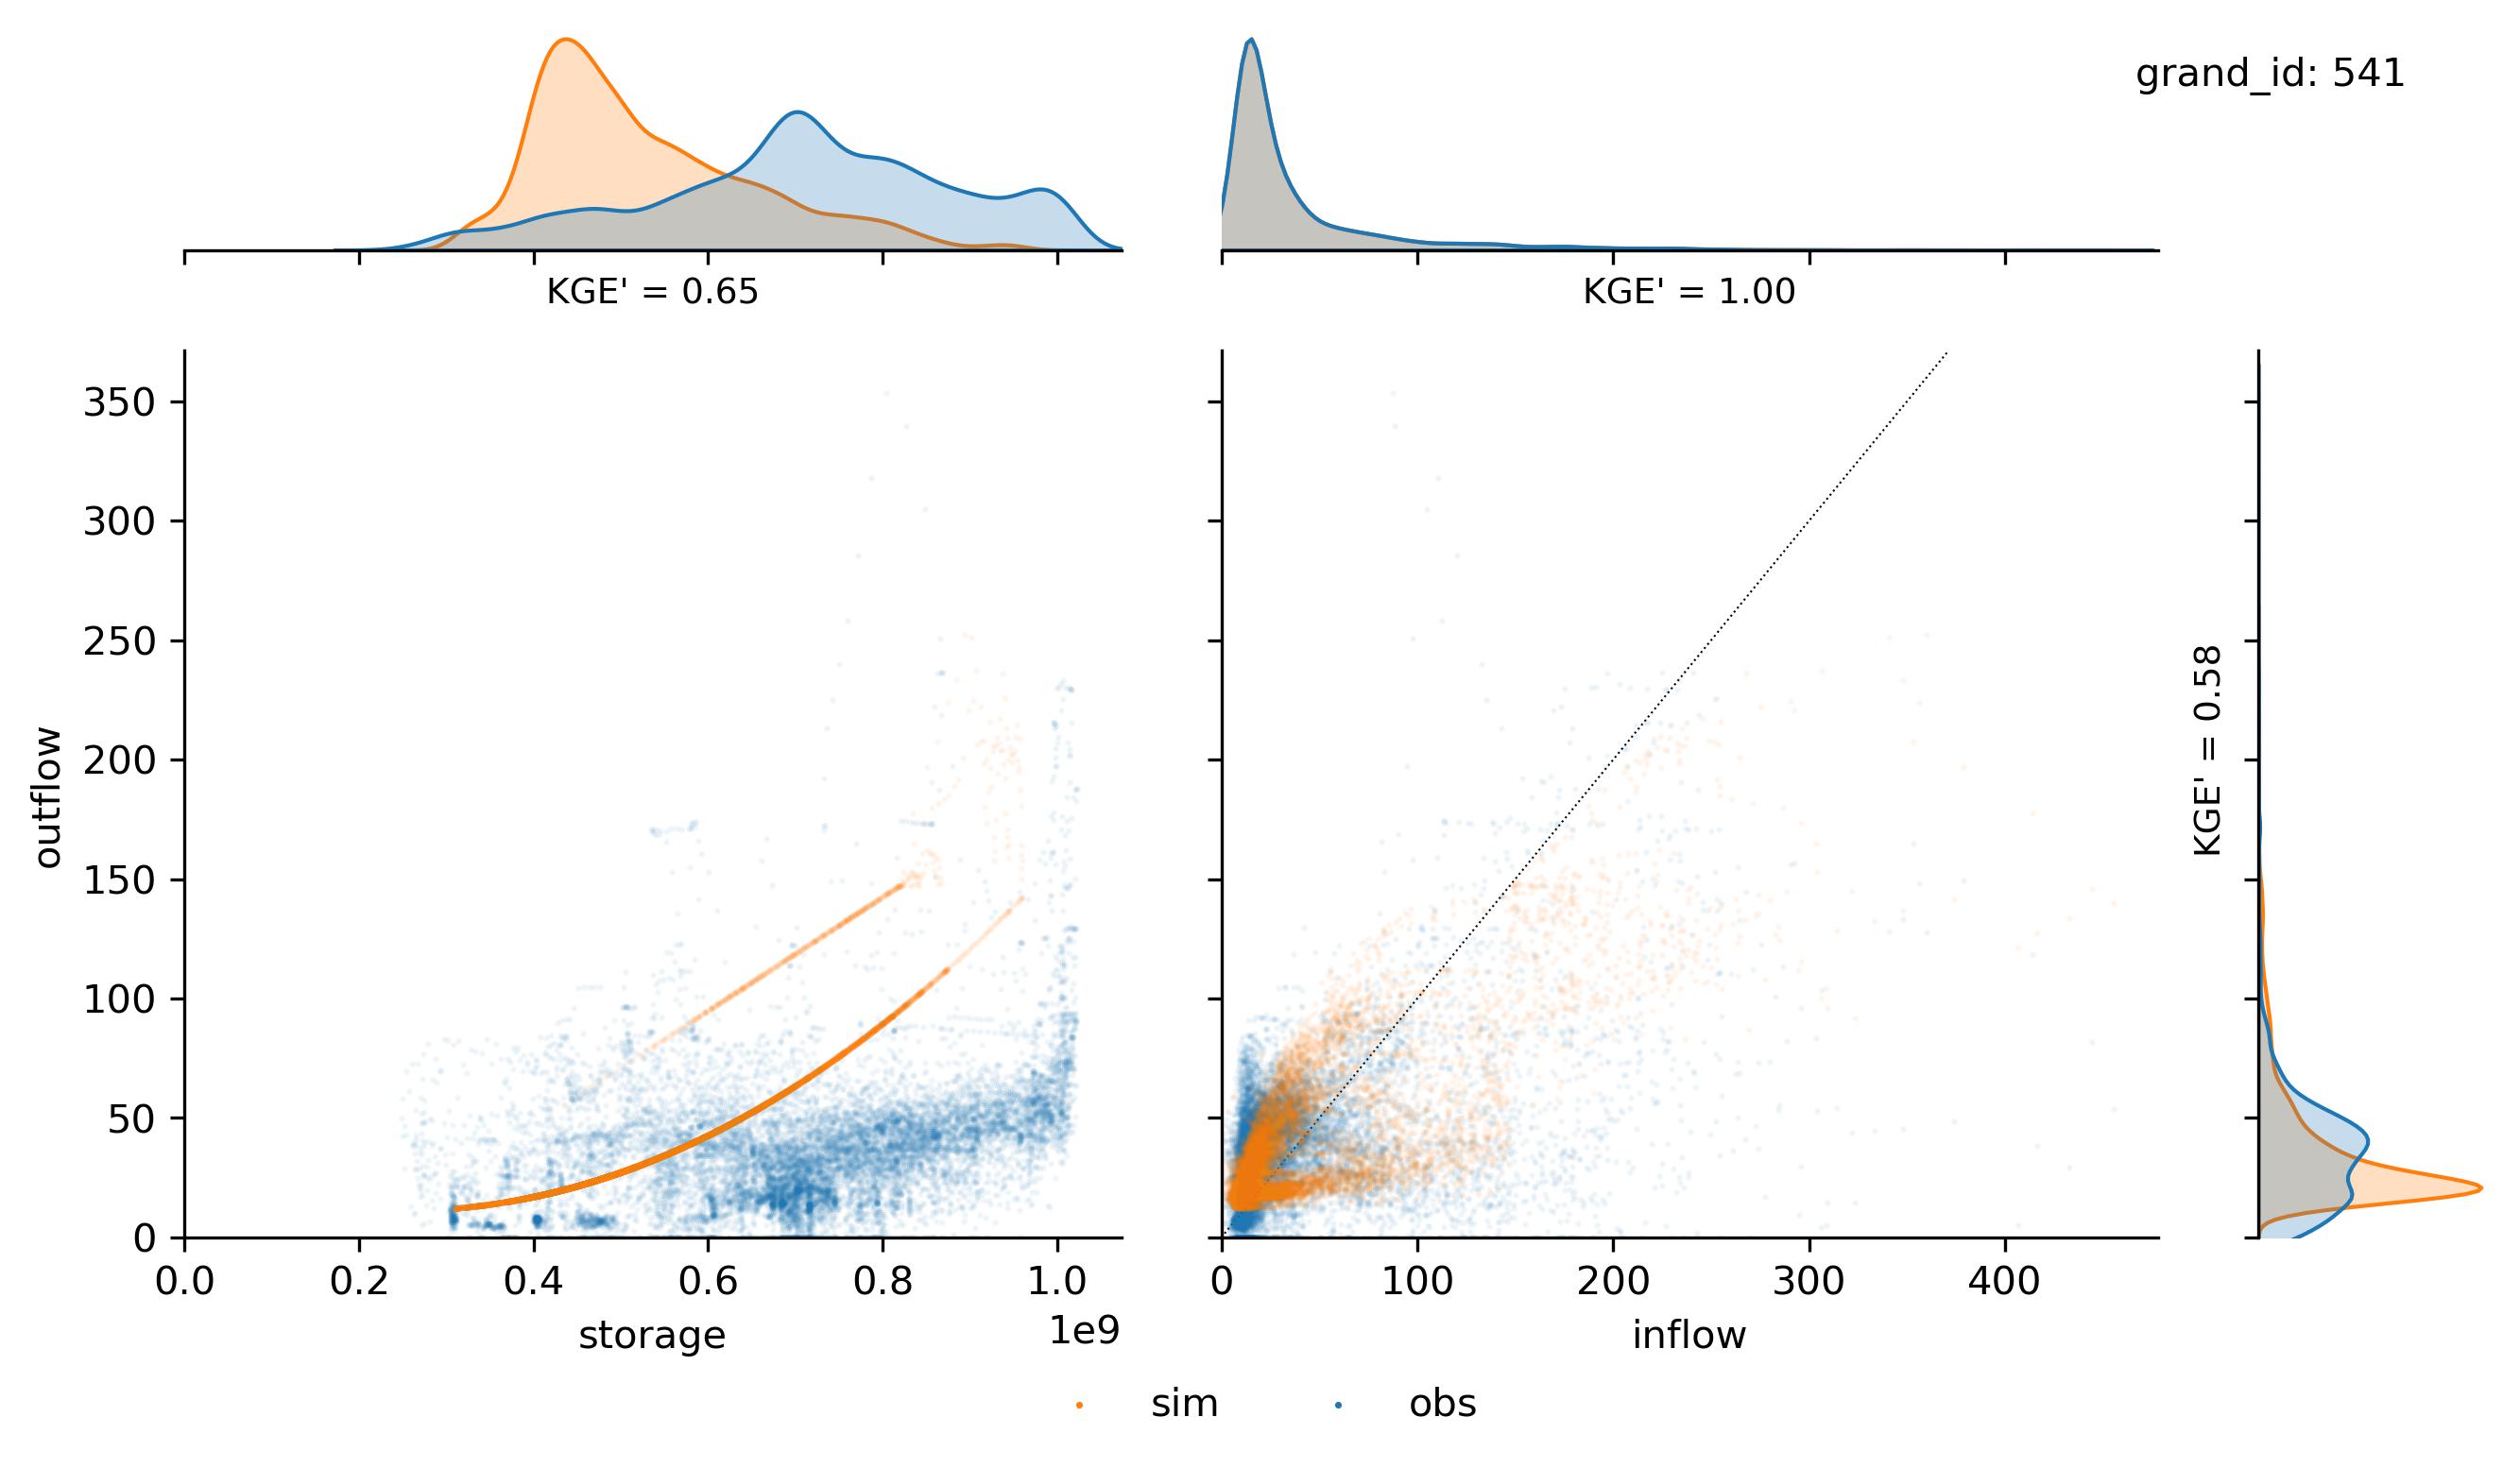 grand_id: 541
KGE' = 0.65
KGE' = 1.00
350
300
250
200
150
100
50
0
outflow
KGE' = 0.58
0.0 0.2 0.4 0.6 0.8 1.0
1e9
storage
0 100 200 300 400
inflow
sim obs